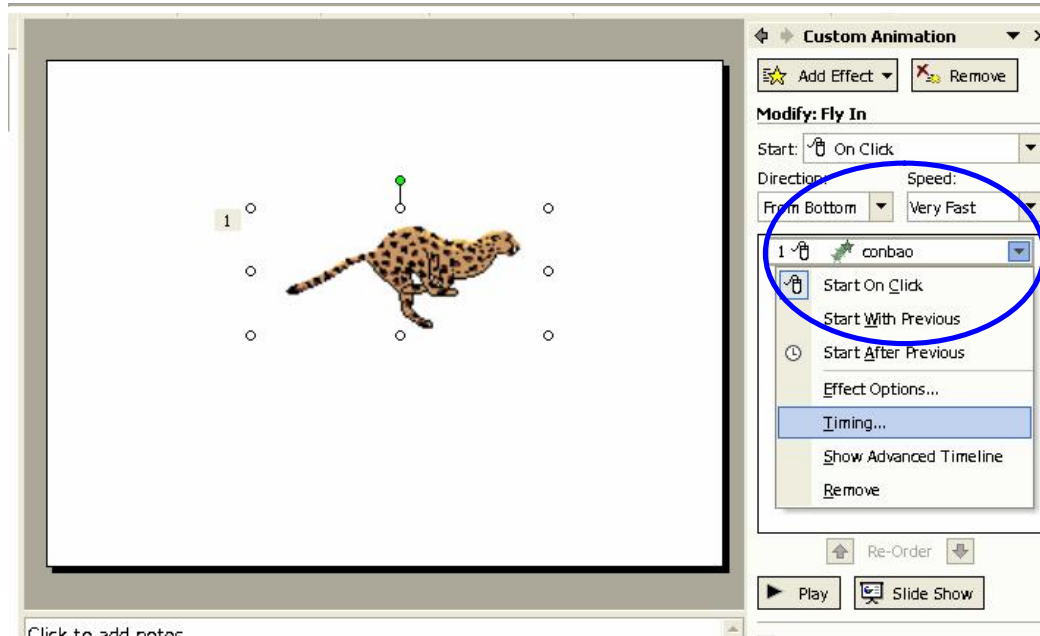 Custom Animation
Add Effect
Remove
Modify: Fly In
Start: On Click
Direction: Speed:
From Bottom Very Fast
1
1 conbao
Start On Click
Start With Previous
Start After Previous
Effect Options...
Timing...
Show Advanced Timeline
Remove
Re-Order
Play Slide Show
Click to add notes